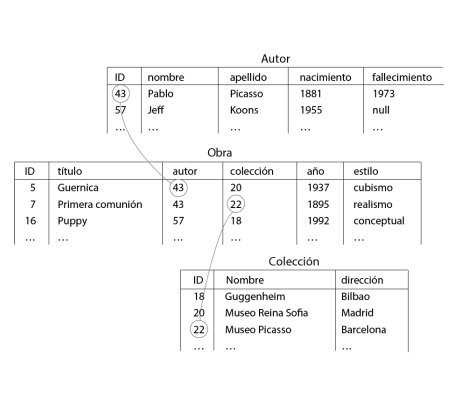 Autor
ID nombre apellido nacimiento fallecimiento
43 Pablo Picasso 1881 1973
57 Jeff Koons 1955 null
... ... ... ... ...
Obra
ID título autor colección año estilo
5 Guernica 43 20 1937 cubismo
7 Primera comunión 43 22 1895 realismo
16 Puppy 57 18 1992 conceptual
... ... ... ... ... ...
Colección
ID Nombre dirección
18 Guggenheim Bilbao
20 Museo Reina Sofia Madrid
22 Museo Picasso Barcelona
... ... ...